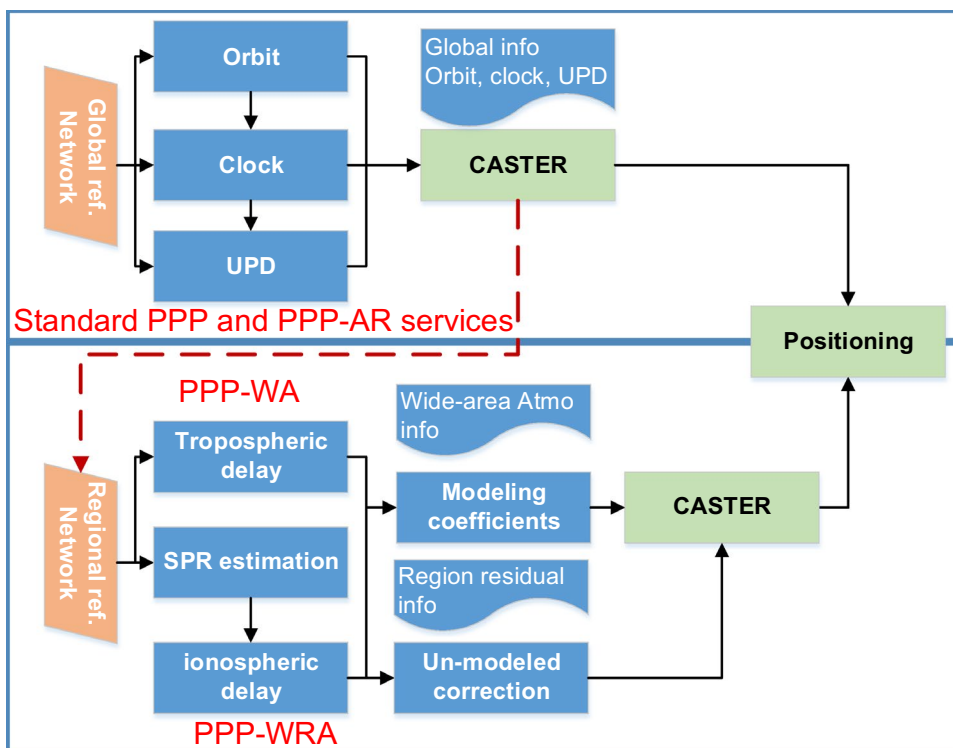 Global ref.
Network
Orbit
Clock
UPD
Global info
Orbit, clock, UPD
CASTER
Standard PPP and PPP-AR services
Positioning
PPP-WA
Regional ref.
Network
Tropospheric
delay
SPR estimation
ionospheric
delay
Wide-area Atmo
info
Modeling
coefficients
CASTER
Region residual
info
Un-modeled
correction
PPP-WRA